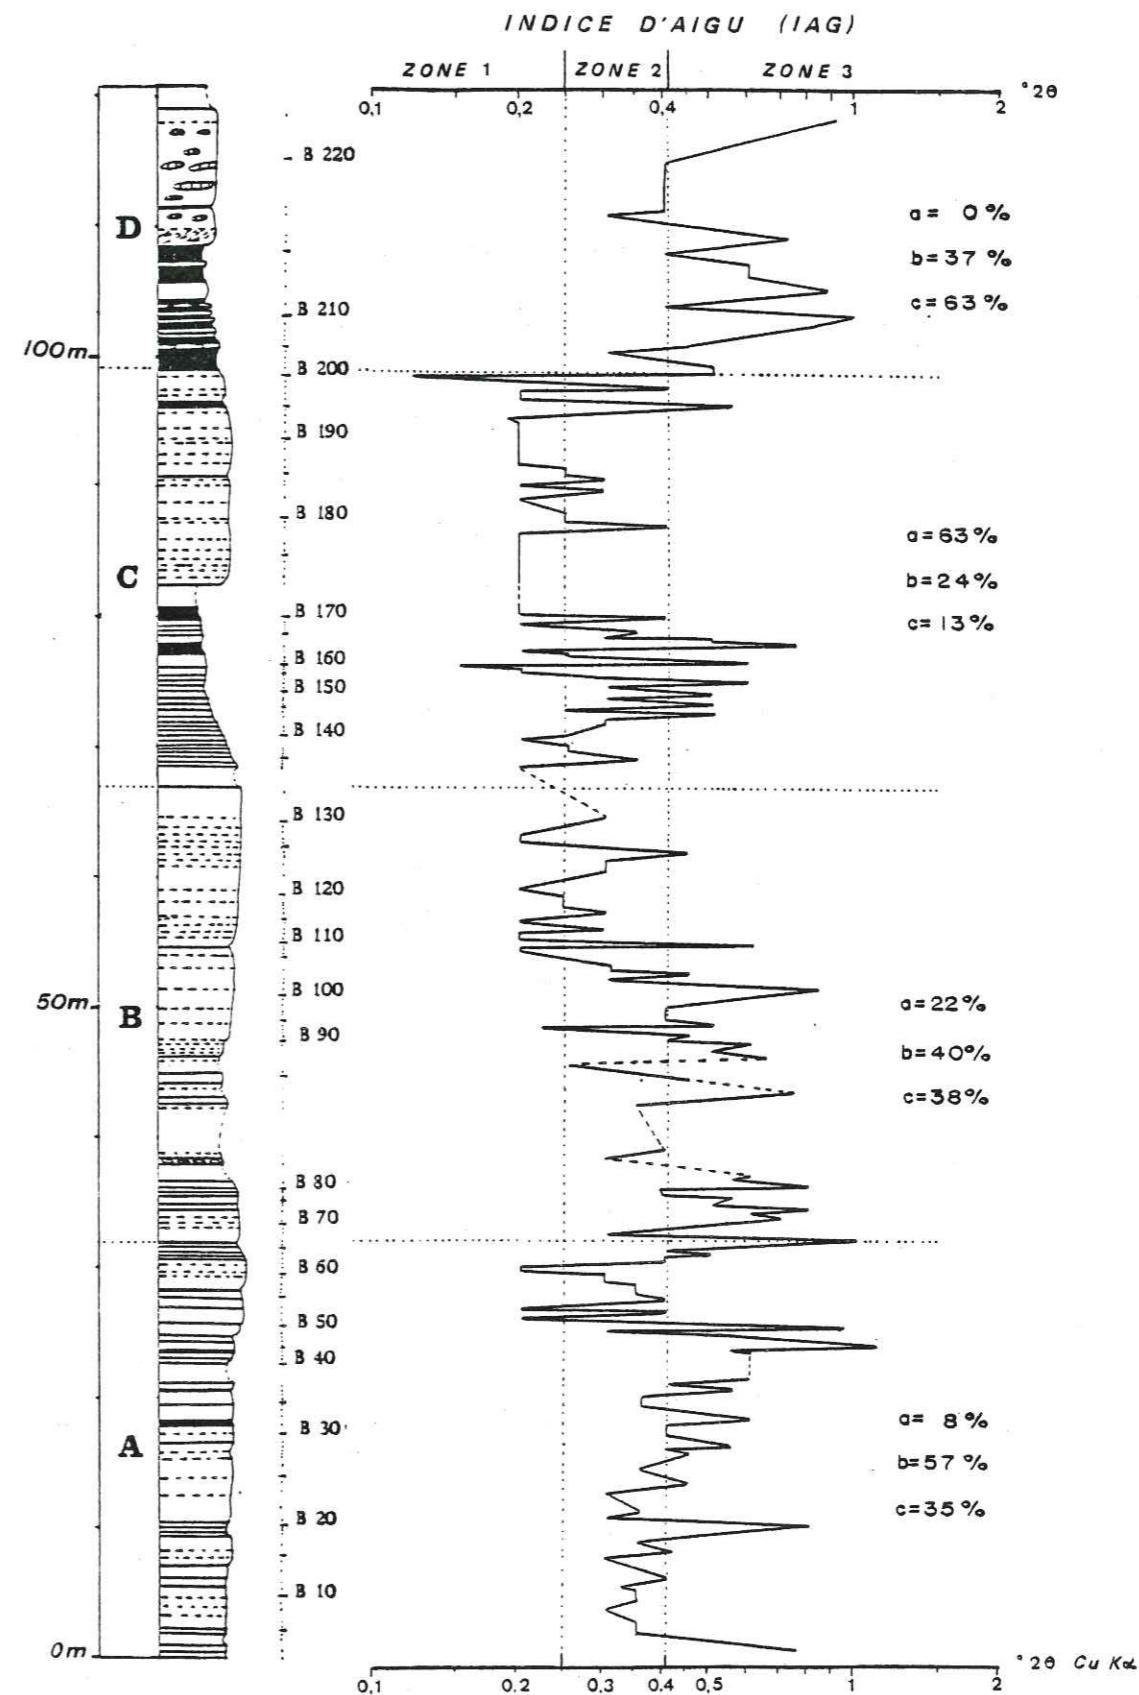 INDICE D'AIGU (IAG)
ZONE 1 ZONE 2 ZONE 3
0,1 0,2 0,4 1 2 °2θ
B 220
D
a= 0%
b=37%
c=63%
B 210
100m
B 200
B 190
B 180
a=63%
C
b=24%
B 170
c=13%
B 160
B 150
B 140
B 130
B 120
B 110
B 100
50m
B
a=22%
B 90
b=40%
c=38%
B 80
B 70
B 60
B 50
B 40
a= 8%
B 30
A
b=57%
c=35%
B 20
B 10
0m
°2θ Cu Kα
0,1 0,2 0,3 0,4 0,5 1 2